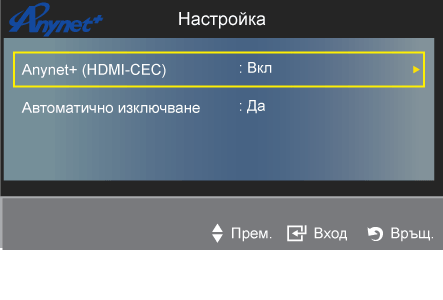 Anynet+ Настройка
Anynet+ (HDMI-CEC) : Вкл
Автоматично изключване : Да
Прем. Вход Връщ.